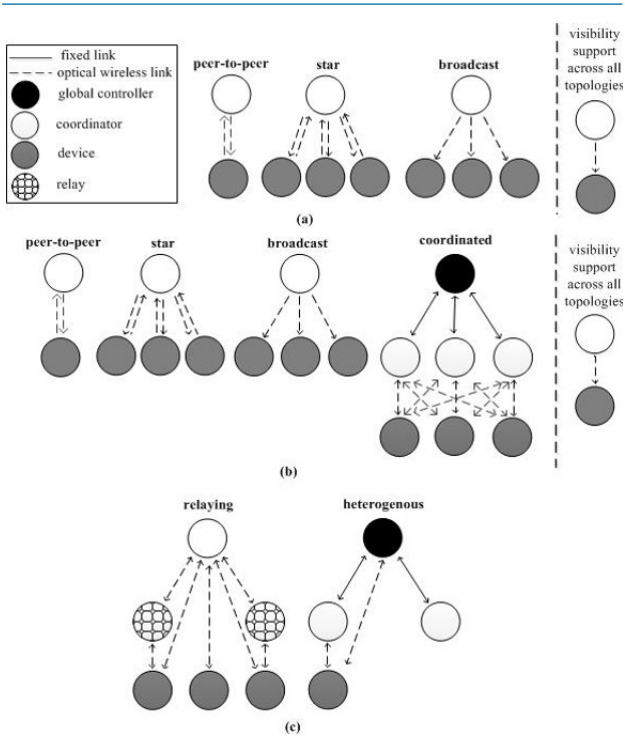 fixed link
optical wireless link
global controller
coordinator
device
relay
peer-to-peer
star
broadcast
visibility
support
across all
topologies
(a)
peer-to-peer
star
broadcast
coordinated
visibility
support
across all
topologies
(b)
relaying
heterogenous
(c)